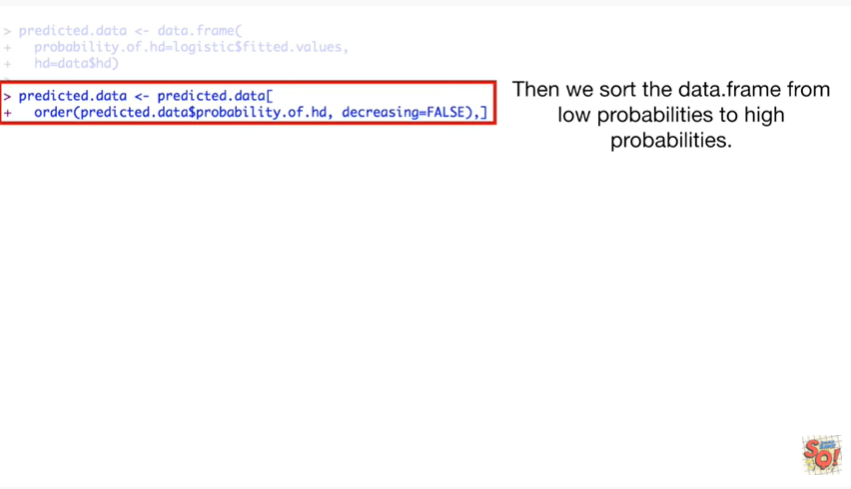 > predicted.data <- data.frame(
+   probability.of.hd=logistic$fitted.values,
+   hd=data$hd)
>
> predicted.data <- predicted.data[
+   order(predicted.data$probability.of.hd, decreasing=FALSE),]
Then we sort the data.frame from
low probabilities to high
probabilities.
SQ!